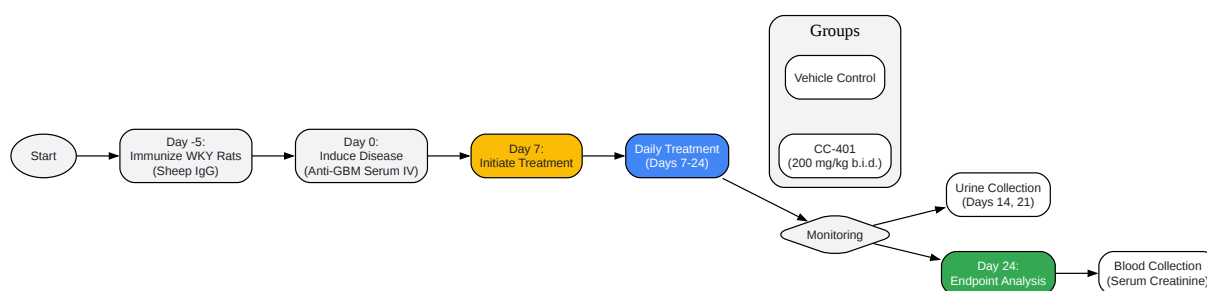 Start
Day -5:
Immunize WKY Rats
(Sheep IgG)
Day 0:
Induce Disease
(Anti-GBM Serum IV)
Day 7:
Initiate Treatment
Daily Treatment
(Days 7-24)
Groups
Vehicle Control
CC-401
(200 mg/kg b.i.d.)
Monitoring
Urine Collection
(Days 14, 21)
Day 24:
Endpoint Analysis
Blood Collection
(Serum Creatinine)